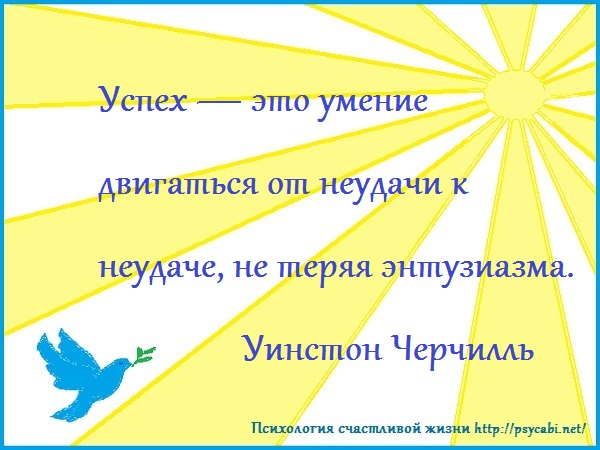 Успех — это умение
двигаться от неудачи к
неудаче, не теряя энтузиазма.
Уинстон Черчилль
Психология счастливой жизни http://psycabi.net/